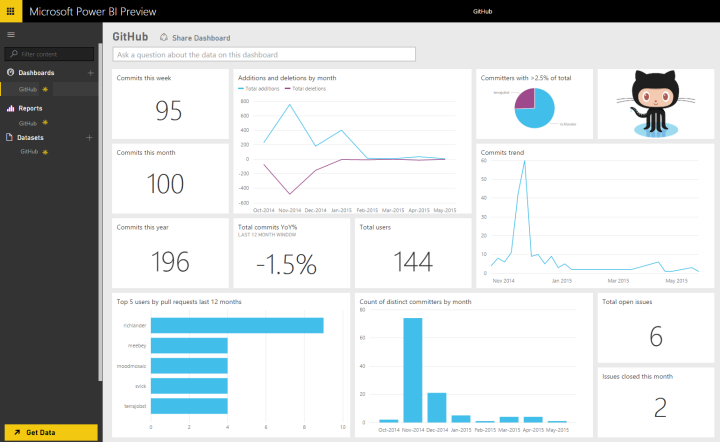 Microsoft Power BI Preview
GitHub
Filter content
Dashboards
GitHub
Reports
GitHub
Datasets
GitHub
Get Data
GitHub
Share Dashboard
Ask a question about the data on this dashboard
Commits this week
95
Additions and deletions by month
Total additions
Total deletions
800
600
400
200
0
-200
-400
-600
Oct-2014 Nov-2014 Dec-2014 Jan-2015 Feb-2015 Mar-2015 Apr-2015 May-2015
Committers with >2.5% of total
terrajobst
richlander
Commits this month
100
Commits trend
60
50
40
30
20
10
0
Nov 2014 Jan 2015 Mar 2015 May 2015
Commits this year
196
Total commits YoY%
LAST 12 MONTH WINDOW
-1.5%
Total users
144
Top 5 users by pull requests last 12 months
richlander
mellinoe
moodmosaic
svick
terrajobst
0 2 4 6 8 10
Count of distinct committers by month
80
60
40
20
0
Oct-2014 Nov-2014 Dec-2014 Jan-2015 Feb-2015 Mar-2015 Apr-2015 May-2015
Total open issues
6
Issues closed this month
2